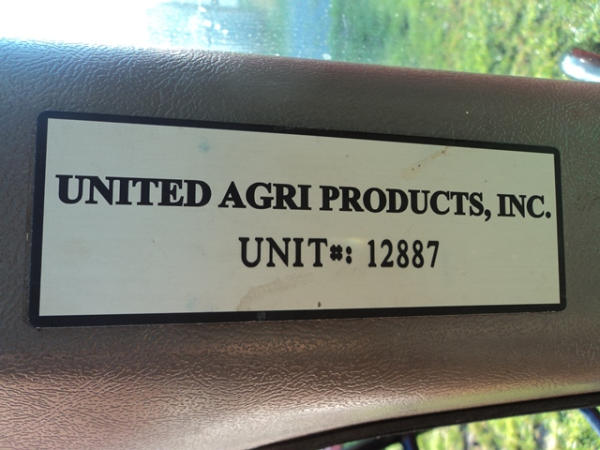 UNITED AGRI PRODUCTS, INC.
UNIT#: 12887